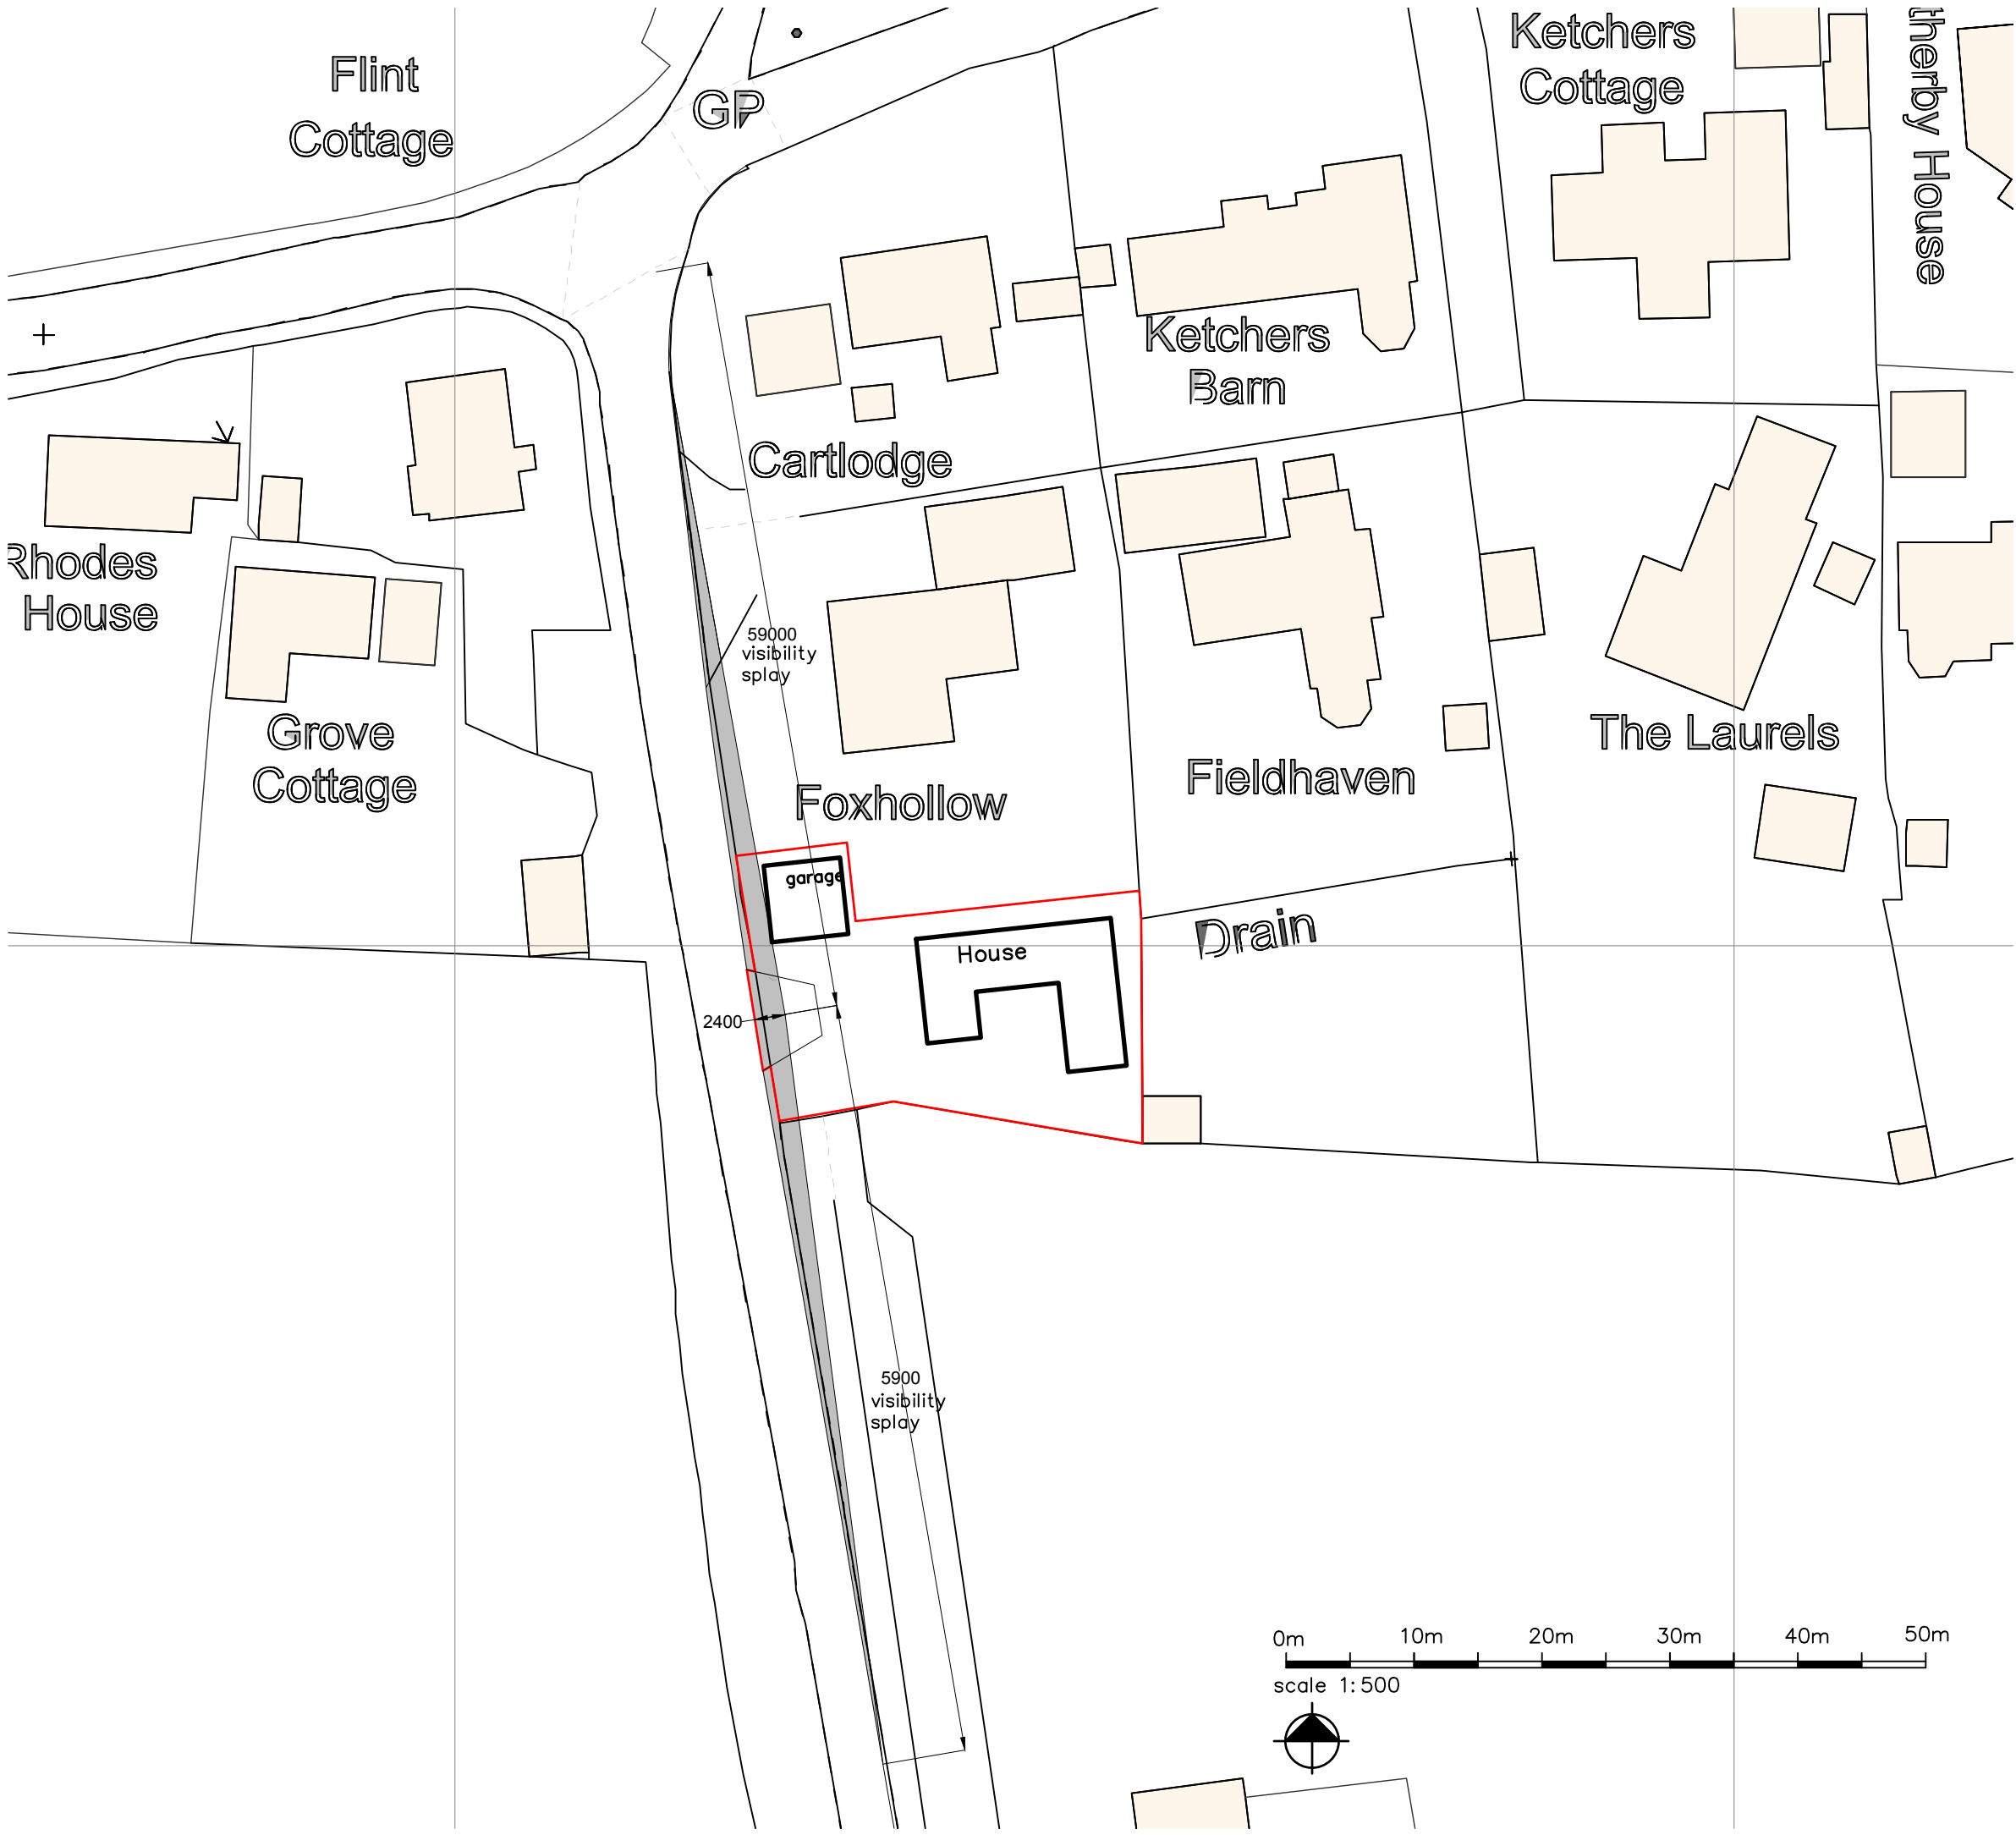 Flint
Cottage
GP
Ketchers
Cottage
therby House
Ketchers
Barn
Cartlodge
Rhodes
House
Grove
Cottage
59000
visibility
splay
Foxhollow
Fieldhaven
The Laurels
garage
House
Drain
2400
5900
visibility
splay
0m 10m 20m 30m 40m 50m
scale 1:500